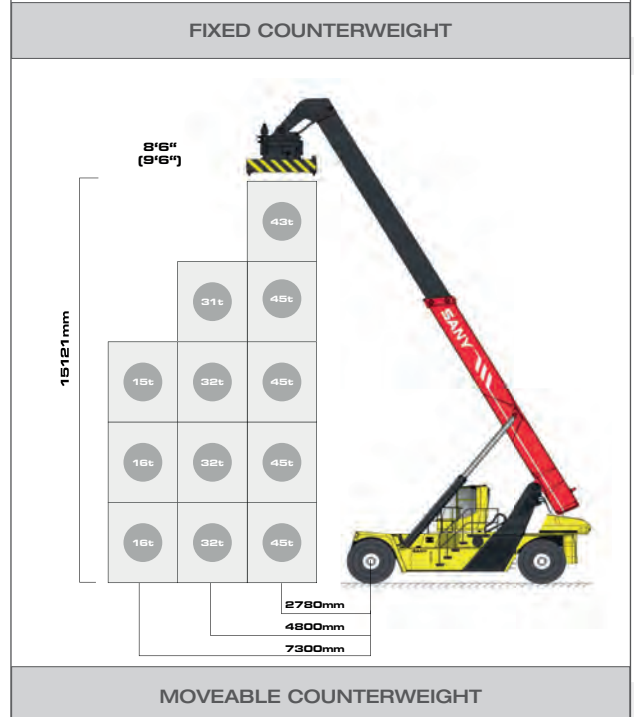 FIXED COUNTERWEIGHT
8'6"
(9'6")
43t
31t
45t
15121mm
SANY
15t
32t
45t
16t
32t
45t
16t
32t
45t
2780mm
4800mm
7300mm
MOVEABLE COUNTERWEIGHT